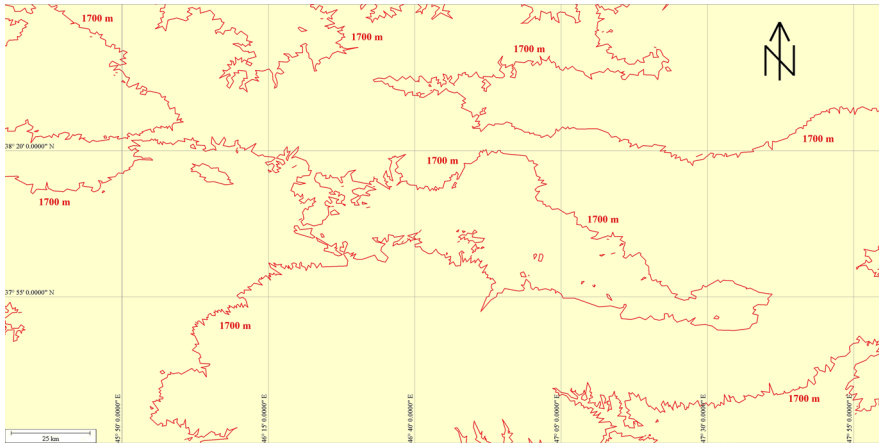 1700 m
1700 m
1700 m
1700 m
38° 20' 0.0000" N
1700 m
1700 m
1700 m
37° 55' 0.0000" N
1700 m
1700 m
45° 50' 0.0000" E
46° 15' 0.0000" E
46° 40' 0.0000" E
47° 05' 0.0000" E
47° 30' 0.0000" E
47° 55' 0.0000" E
25 km
N